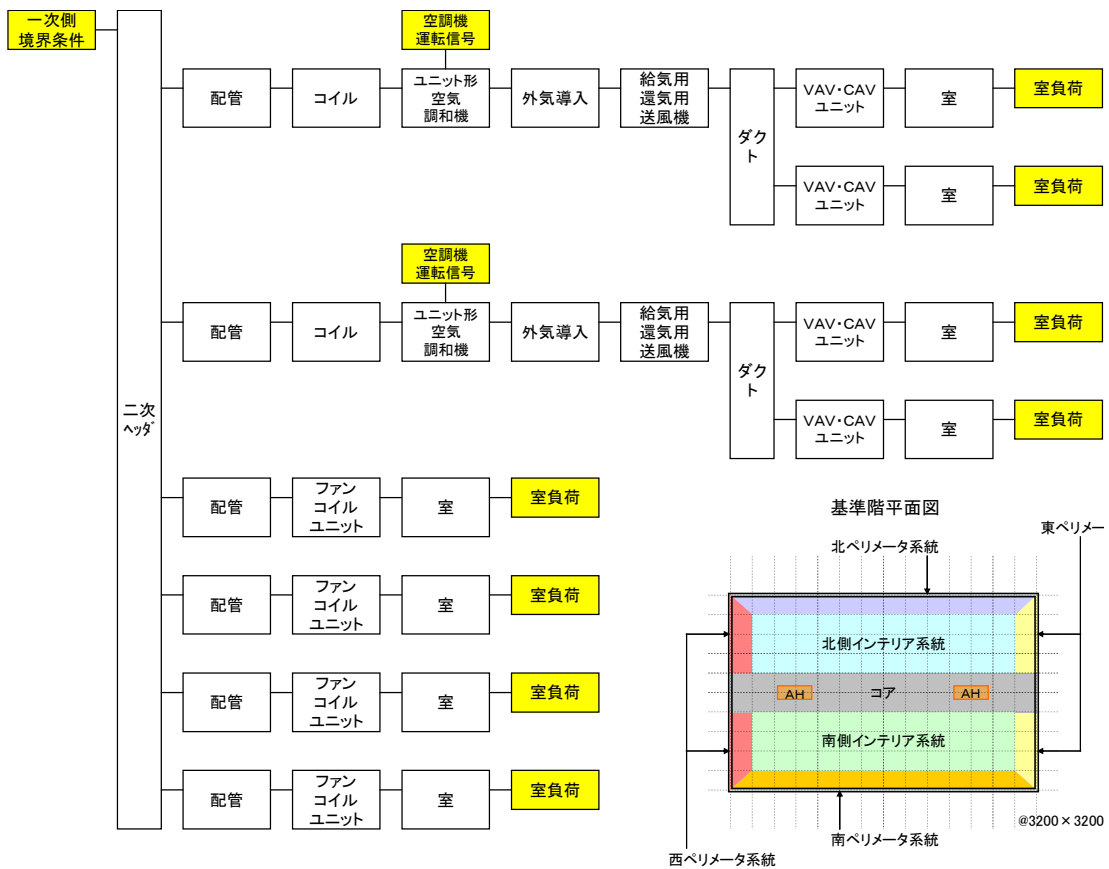 一次側
境界条件
空調機
運転信号
配管
コイル
ユニット形
空気
調和機
外気導入
給気用
還気用
送風機
ダク
ト
VAV・CAV
ユニット
室
室負荷
VAV・CAV
ユニット
室
室負荷
空調機
運転信号
配管
コイル
ユニット形
空気
調和機
外気導入
給気用
還気用
送風機
ダク
ト
VAV・CAV
ユニット
室
室負荷
VAV・CAV
ユニット
室
室負荷
二次
ヘッダ
配管
ファン
コイル
ユニット
室
室負荷
配管
ファン
コイル
ユニット
室
室負荷
配管
ファン
コイル
ユニット
室
室負荷
配管
ファン
コイル
ユニット
室
室負荷
基準階平面図
東ペリメー
北ペリメータ系統
北側インテリア系統
AH
コア
AH
南側インテリア系統
@3200×3200
南ペリメータ系統
西ペリメータ系統